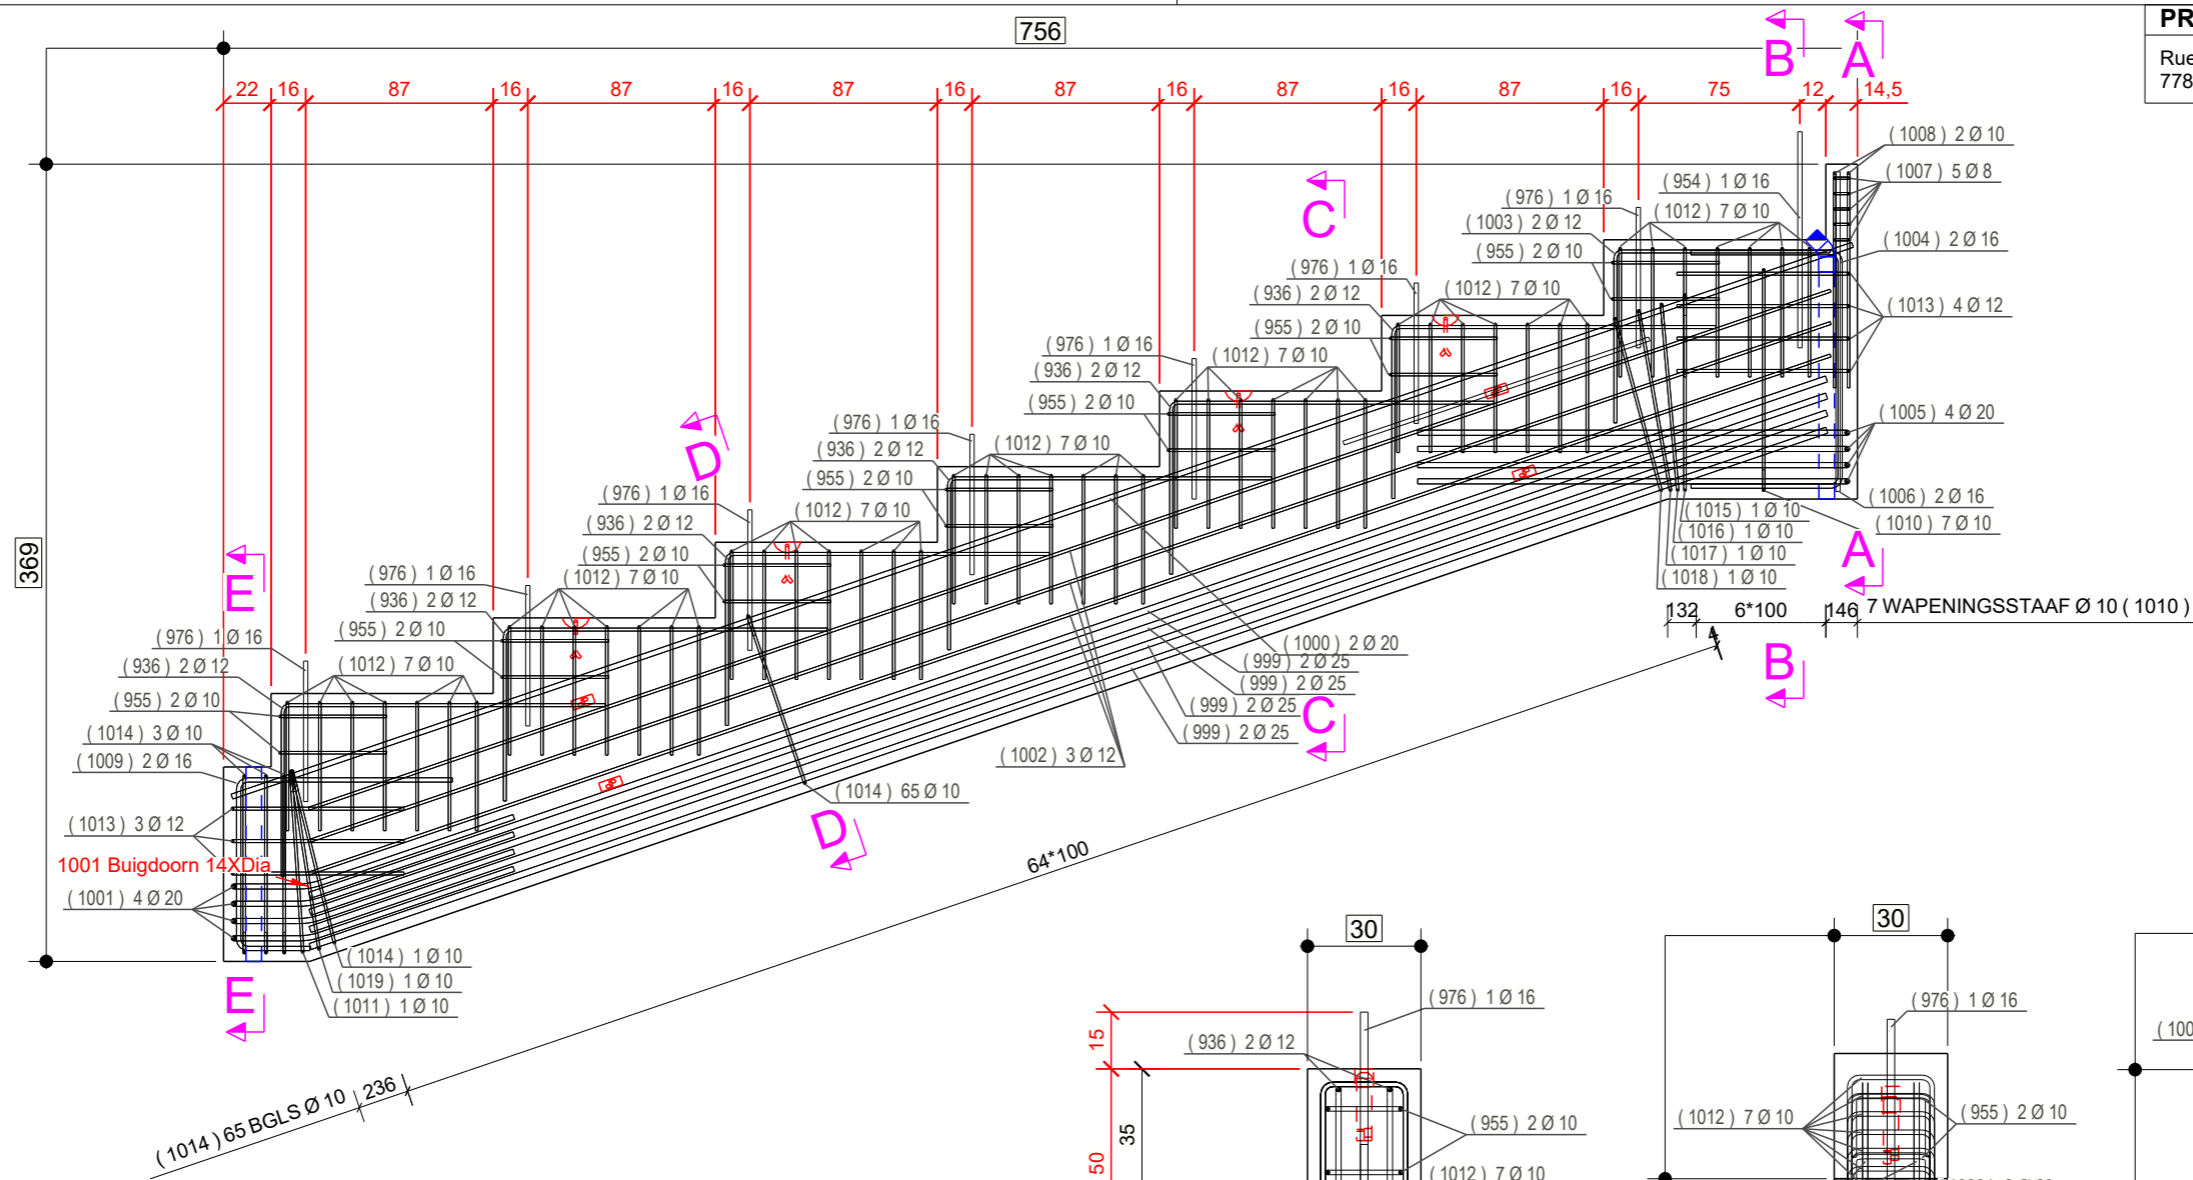 756
PR
Rue
778
B
A
22 16 87 16 87 16 87 16 87 16 87 16 87 16 75 12 14,5
( 1008 ) 2 Ø 10
( 1007 ) 5 Ø 8
( 954 ) 1 Ø 16
( 976 ) 1 Ø 16
( 1012 ) 7 Ø 10
( 1003 ) 2 Ø 12
C
( 955 ) 2 Ø 10
( 1004 ) 2 Ø 16
( 976 ) 1 Ø 16
( 936 ) 2 Ø 12
( 1012 ) 7 Ø 10
( 1013 ) 4 Ø 12
( 955 ) 2 Ø 10
( 976 ) 1 Ø 16
( 1012 ) 7 Ø 10
( 936 ) 2 Ø 12
( 955 ) 2 Ø 10
( 1005 ) 4 Ø 20
( 976 ) 1 Ø 16
( 936 ) 2 Ø 12
( 1012 ) 7 Ø 10
D
( 955 ) 2 Ø 10
( 976 ) 1 Ø 16
( 1012 ) 7 Ø 10
( 936 ) 2 Ø 12
( 955 ) 2 Ø 10
( 1006 ) 2 Ø 16
( 1015 ) 1 Ø 10
( 1010 ) 7 Ø 10
( 1016 ) 1 Ø 10
( 1017 ) 1 Ø 10
A
( 1018 ) 1 Ø 10
369
E
( 976 ) 1 Ø 16
( 1012 ) 7 Ø 10
( 936 ) 2 Ø 12
( 955 ) 2 Ø 10
132 6*100 146 7 WAPENINGSSTAAF Ø 10 ( 1010 )
4
( 976 ) 1 Ø 16
( 1012 ) 7 Ø 10
( 936 ) 2 Ø 12
( 955 ) 2 Ø 10
( 1000 ) 2 Ø 20
( 999 ) 2 Ø 25
( 999 ) 2 Ø 25
( 999 ) 2 Ø 25
( 999 ) 2 Ø 25
C
B
( 1014 ) 3 Ø 10
( 1009 ) 2 Ø 16
( 1002 ) 3 Ø 12
( 1014 ) 65 Ø 10
D
( 1013 ) 3 Ø 12
1001 Buigdoorn 14XDia
( 1001 ) 4 Ø 20
64*100
( 1014 ) 1 Ø 10
( 1019 ) 1 Ø 10
( 1011 ) 1 Ø 10
E
( 1014 ) 65 BGLS Ø 10 236
30
( 976 ) 1 Ø 16
15
( 936 ) 2 Ø 12
35
50
( 955 ) 2 Ø 10
( 1012 ) 7 Ø 10
30
( 976 ) 1 Ø 16
( 1012 ) 7 Ø 10
( 955 ) 2 Ø 10
( 100